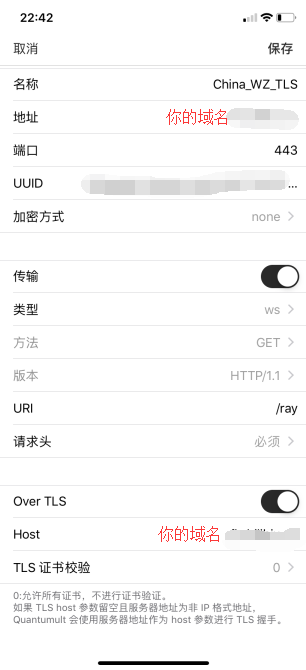 22:42
取消 保存
名称 China_WZ_TLS
地址 你的域名
端口 443
UUID ...
加密方式 none
传输
类型 ws
方法 GET
版本 HTTP/1.1
URI /ray
请求头 必须
Over TLS
Host 你的域名
TLS 证书校验 0
0:允许所有证书，不进行证书验证。
如果 TLS host 参数留空且服务器地址为非 IP 格式地址，
Quantumult 会使用服务器地址作为 host 参数进行 TLS 握手。